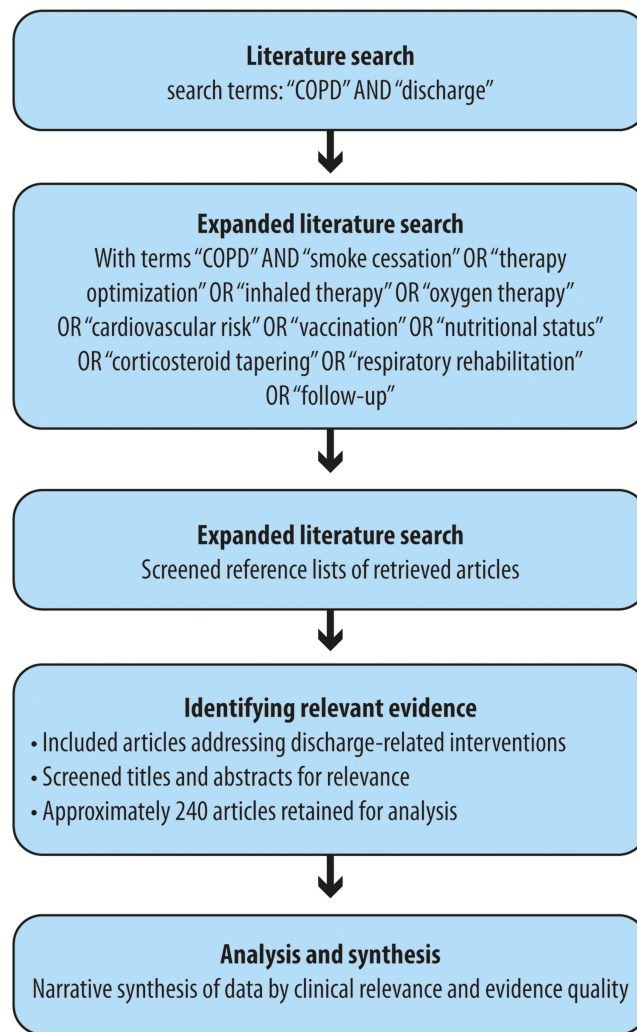 Literature search
search terms: “COPD” AND “discharge”
Expanded literature search
With terms “COPD” AND “smoke cessation” OR “therapy
optimization” OR “inhaled therapy” OR “oxygen therapy”
OR “cardiovascular risk” OR “vaccination” OR “nutritional status”
OR “corticosteroid tapering” OR “respiratory rehabilitation”
OR “follow-up”
Expanded literature search
Screened reference lists of retrieved articles
Identifying relevant evidence
• Included articles addressing discharge-related interventions
• Screened titles and abstracts for relevance
• Approximately 240 articles retained for analysis
Analysis and synthesis
Narrative synthesis of data by clinical relevance and evidence quality